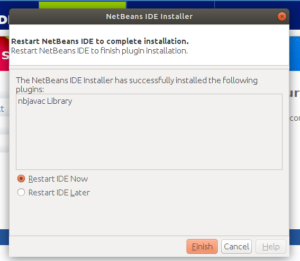 NetBeans IDE Installer
Restart NetBeans IDE to complete installation.
Restart NetBeans IDE to finish plugin installation.
The NetBeans IDE Installer has successfully installed the following
plugins:
nbjavac Library
Restart IDE Now
Restart IDE Later
Finish
Cancel
Help